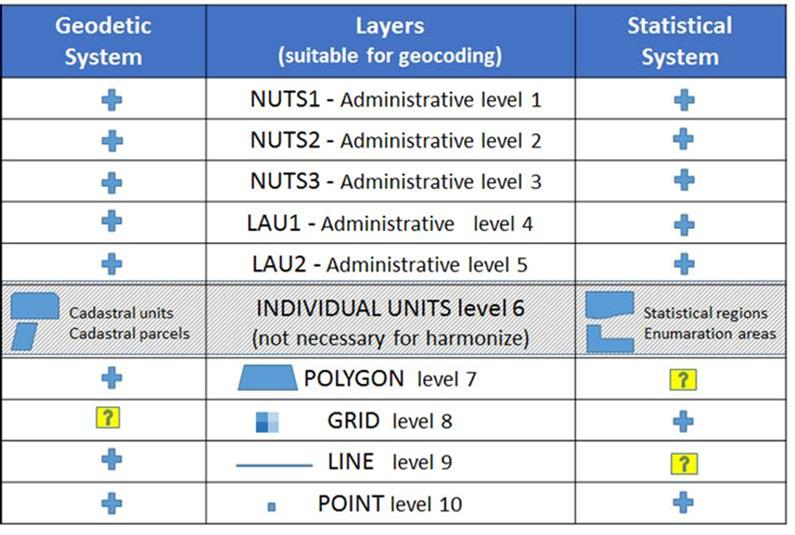 Geodetic
System
Layers
(suitable for geocoding)
Statistical
System
NUTS1 - Administrative level 1
NUTS2 - Administrative level 2
NUTS3 - Administrative level 3
LAU1 - Administrative level 4
LAU2 - Administrative level 5
Cadastral units
Cadastral parcels
INDIVIDUAL UNITS level 6
(not necessary for harmonize)
Statistical regions
Enumaration areas
POLYGON level 7
?
?
GRID level 8
LINE level 9
?
POINT level 10